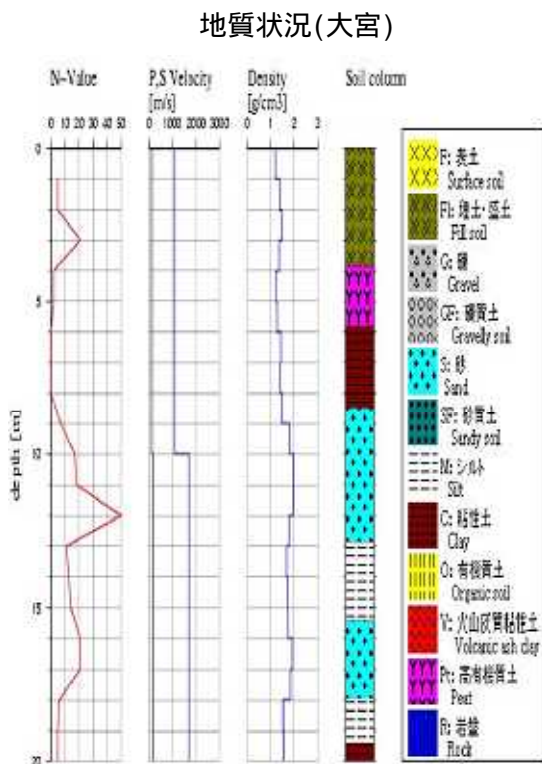 地質状況(大宮)
N-Value
P,S Velocity
[m/s]
Density
[g/cm3]
Soil column
0 10 20 30 40 50
0 1000 2000 3000
0 1 2 3
depth [m]
0
5
10
15
20
F: 表土
Surface soil
Fl: 埋土・盛土
Fill soil
G: 礫
Gravel
GF: 礫質土
Gravelly soil
S: 砂
Sand
SF: 砂質土
Sandy soil
M: シルト
Silt
C: 粘性土
Clay
O: 有機質土
Organic soil
V: 火山灰質粘性土
Volcanic ash clay
Pt: 高有機質土
Peat
R: 岩盤
Rock